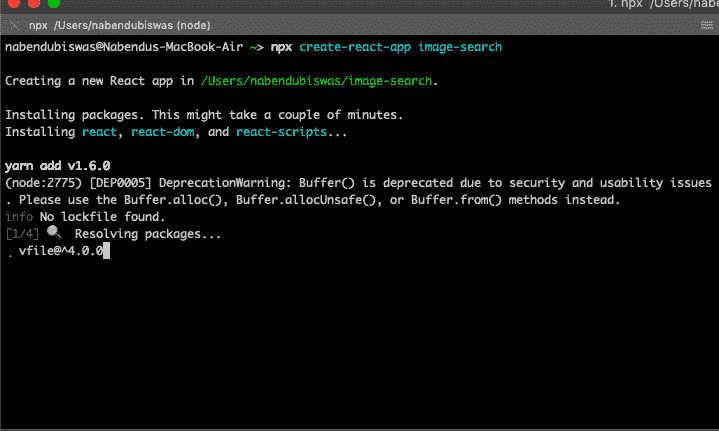 1. npx /Users/nab
npx /Users/nabendubiswas (node)
nabendubiswas@Nabendus-MacBook-Air ~> npx create-react-app image-search
Creating a new React app in /Users/nabendubiswas/image-search.
Installing packages. This might take a couple of minutes.
Installing react, react-dom, and react-scripts...
yarn add v1.6.0
(node:2775) [DEP0005] DeprecationWarning: Buffer() is deprecated due to security and usability issues
. Please use the Buffer.alloc(), Buffer.allocUnsafe(), or Buffer.from() methods instead.
info No lockfile found.
[1/4] 🔍 Resolving packages...
⠠ vfile@^4.0.0